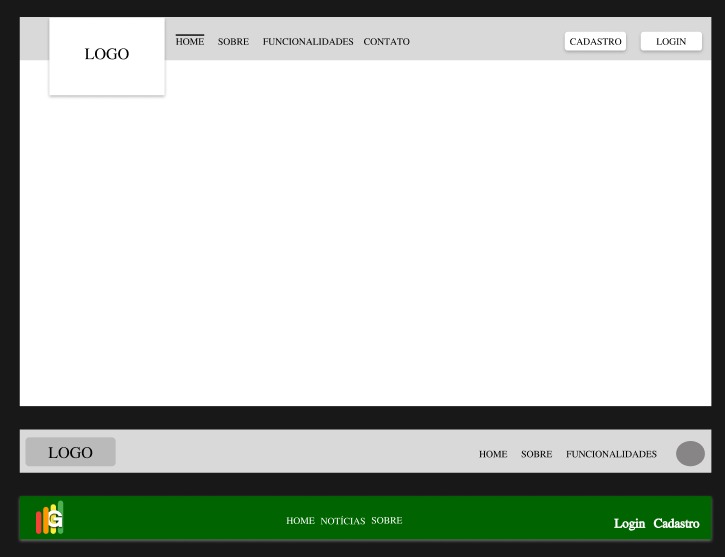 LOGO HOME SOBRE FUNCIONALIDADES CONTATO CADASTRO LOGIN
LOGO HOME SOBRE FUNCIONALIDADES
G HOME NOTÍCIAS SOBRE Login Cadastro